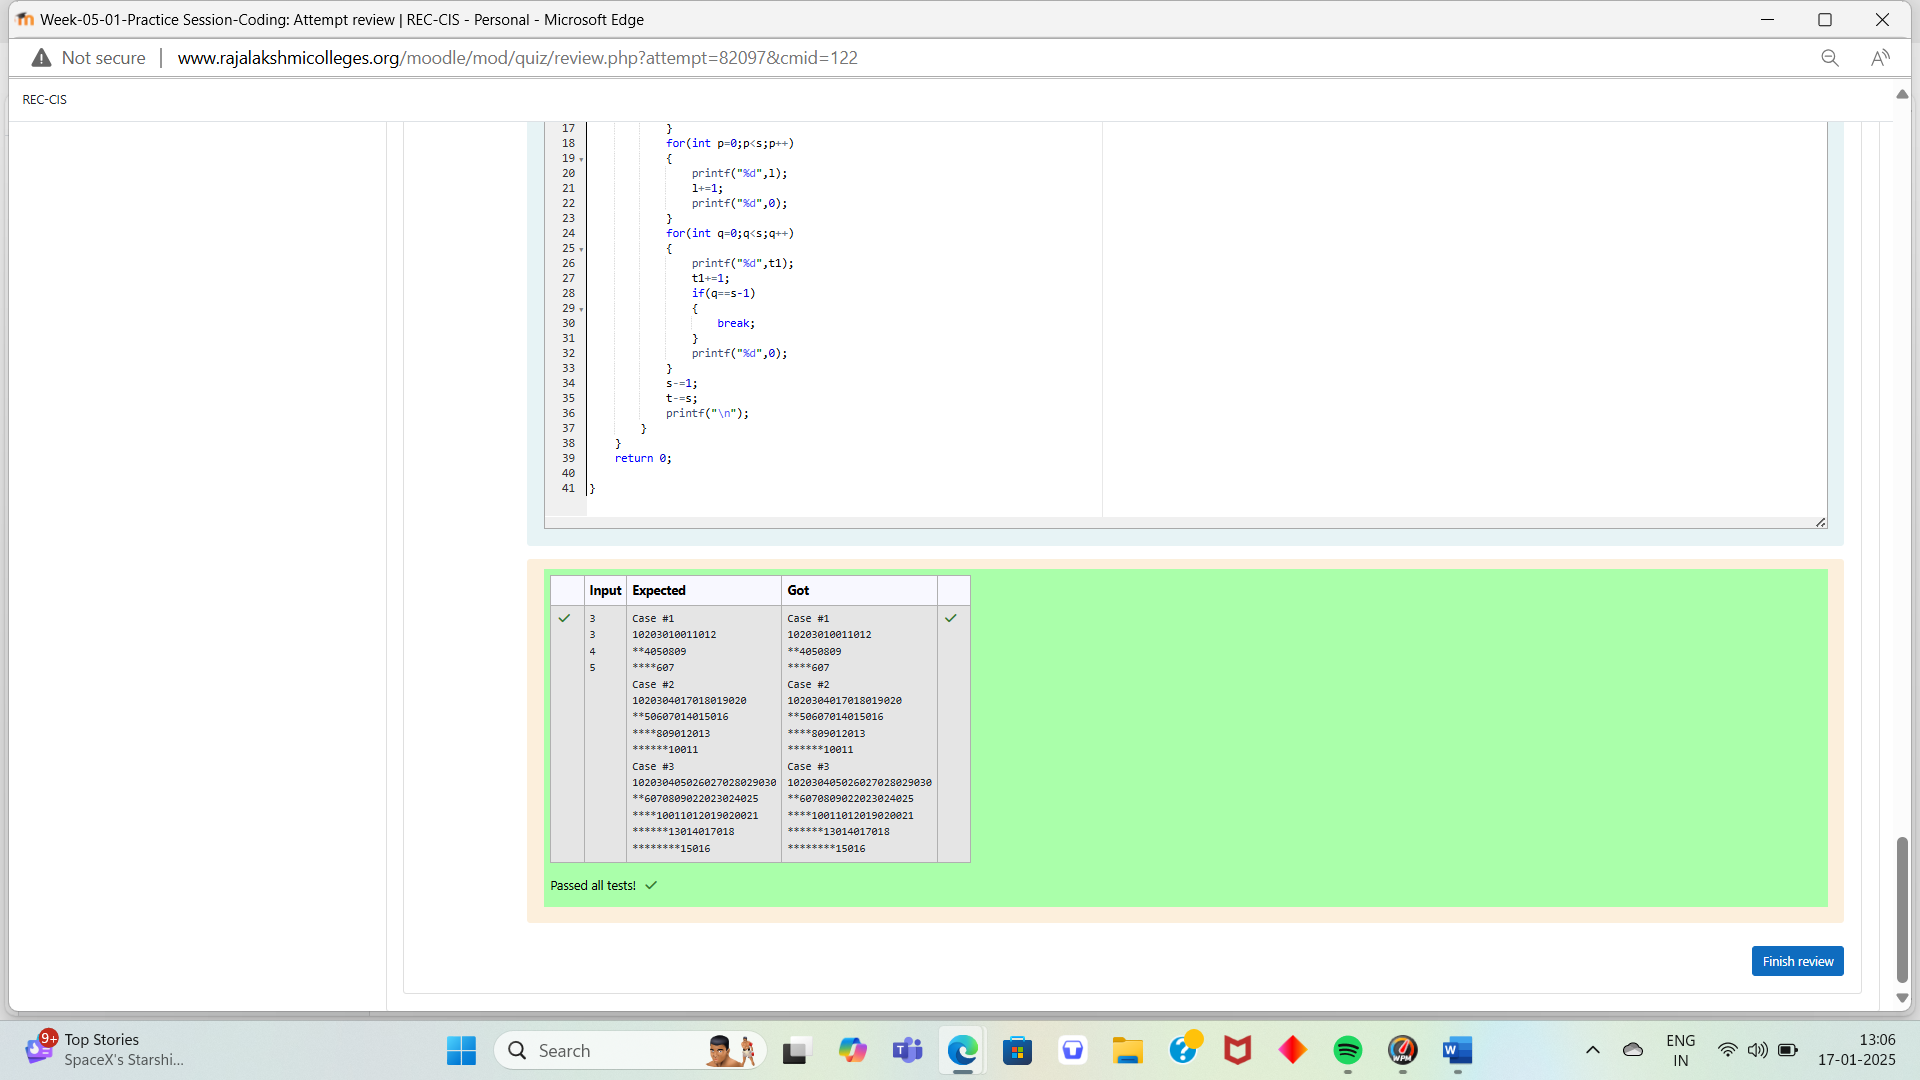 Week-05-01-Practice Session-Coding: Attempt review | REC-CIS - Personal - Microsoft Edge
Not secure | www.rajalakshmicolleges.org/moodle/mod/quiz/review.php?attempt=82097&cmid=122
REC-CIS
17 }
18 for(int p=0;p<s;p++)
19 {
20 printf("%d",l);
21 l+=1;
22 printf("%d",0);
23 }
24 for(int q=0;q<s;q++)
25 {
26 printf("%d",t1);
27 t1+=1;
28 if(q==s-1)
29 {
30 break;
31 }
32 printf("%d",0);
33 }
34 s-=1;
35 t-=s;
36 printf("\n");
37 }
38 }
39 return 0;
40
41 }
Input Expected Got
3 Case #1 Case #1
3 10203010011012 10203010011012
4 **4050809 **4050809
5 ****607 ****607
Case #2 Case #2
1020304017018019020 1020304017018019020
**50607014015016 **50607014015016
****809012013 ****809012013
******10011 ******10011
Case #3 Case #3
102030405026027028029030 102030405026027028029030
**6070809022023024025 **6070809022023024025
****10011012019020021 ****10011012019020021
******13014017018 ******13014017018
********15016 ********15016
Passed all tests!
Finish review
9+ Top Stories
SpaceX's Starshi...
Search
WPM
ENG
IN
13:06
17-01-2025